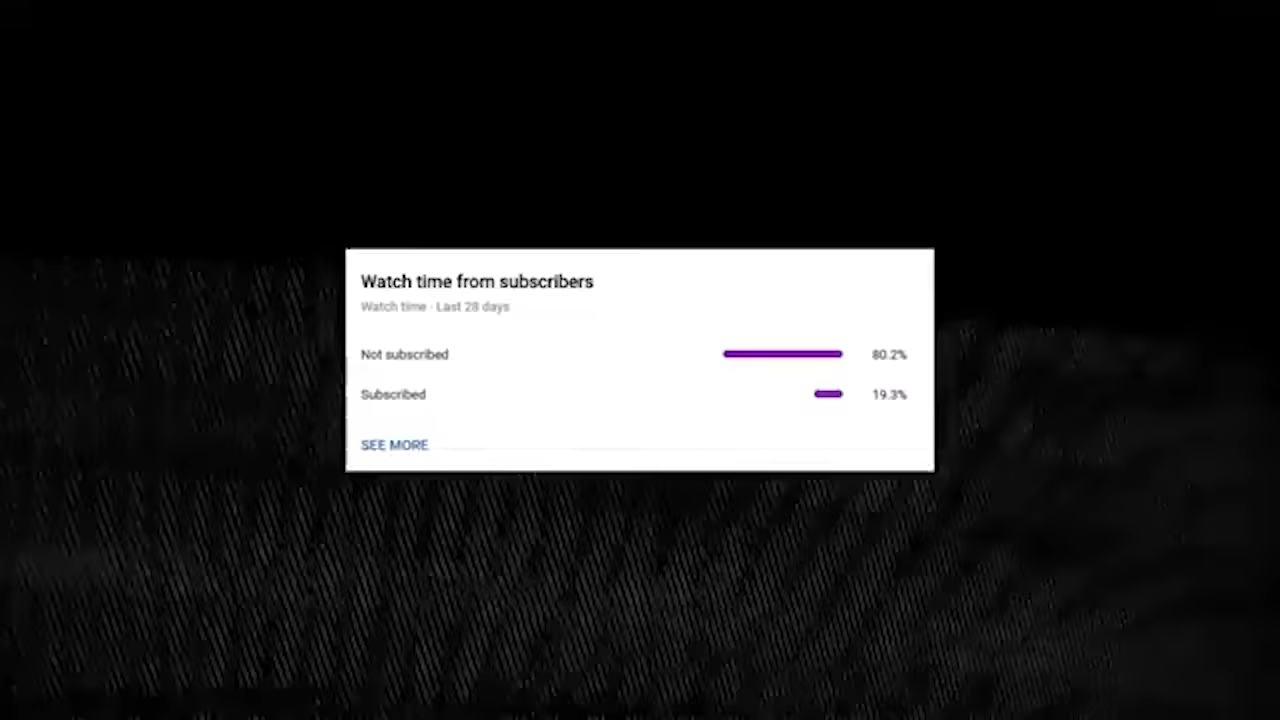 Watch time from subscribers
Watch time · Last 28 days
Not subscribed 80.2%
Subscribed 19.3%
SEE MORE